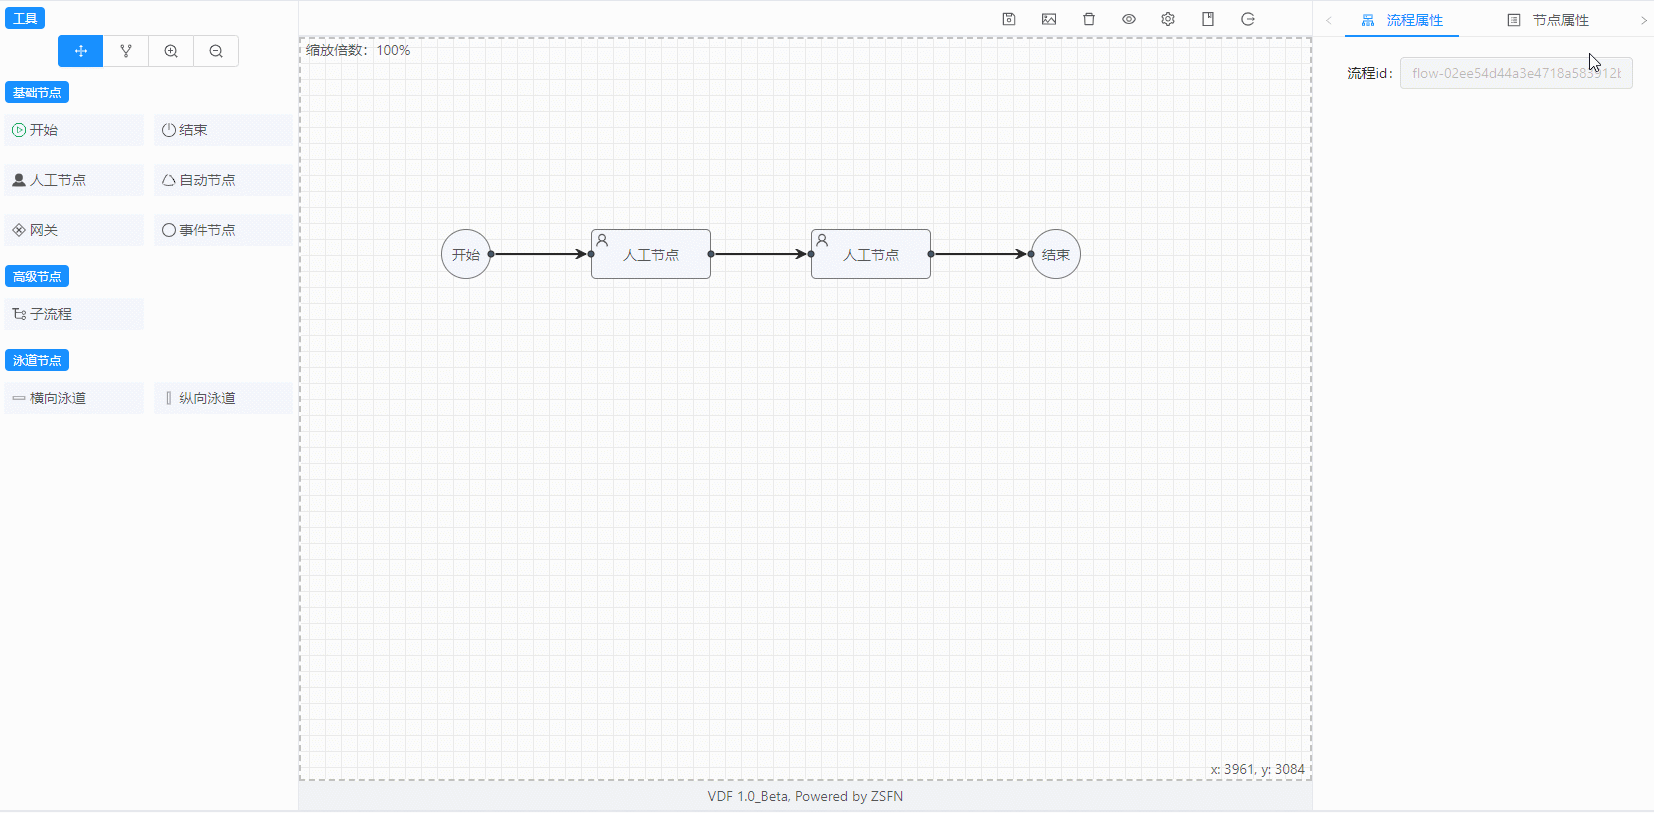 工具
基础节点
开始
结束
人工节点
自动节点
网关
事件节点
高级节点
子流程
泳道节点
横向泳道
纵向泳道
缩放倍数：100%
开始
人工节点
人工节点
结束
x: 3961, y: 3084
VDF 1.0_Beta, Powered by ZSFN
流程属性
节点属性
流程id：